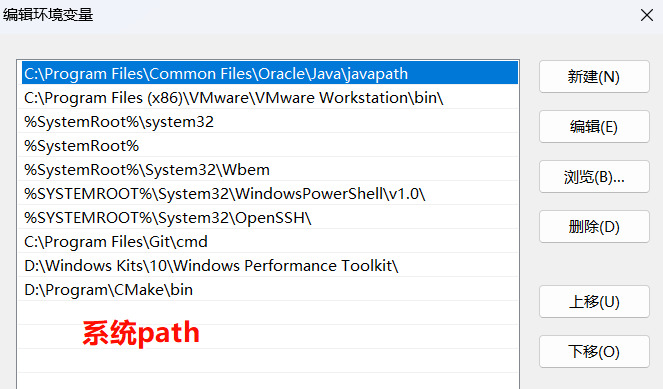 编辑环境变量
C:\Program Files\Common Files\Oracle\Java\javapath
C:\Program Files (x86)\VMware\VMware Workstation\bin\
%SystemRoot%\system32
%SystemRoot%
%SystemRoot%\System32\Wbem
%SYSTEMROOT%\System32\WindowsPowerShell\v1.0\
%SYSTEMROOT%\System32\OpenSSH\
C:\Program Files\Git\cmd
D:\Windows Kits\10\Windows Performance Toolkit\
D:\Program\CMake\bin
系统path
新建(N)
编辑(E)
浏览(B)...
删除(D)
上移(U)
下移(O)